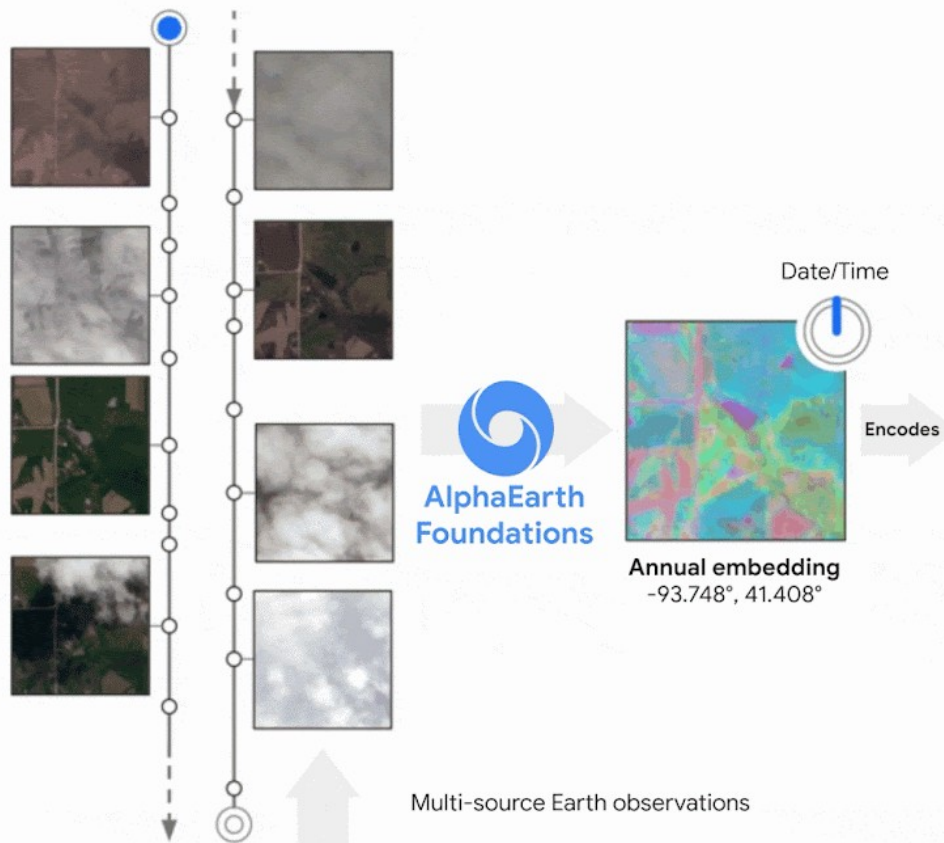 Date/Time
Encodes
AlphaEarth
Foundations
Annual embedding
-93.748°, 41.408°
Multi-source Earth observations